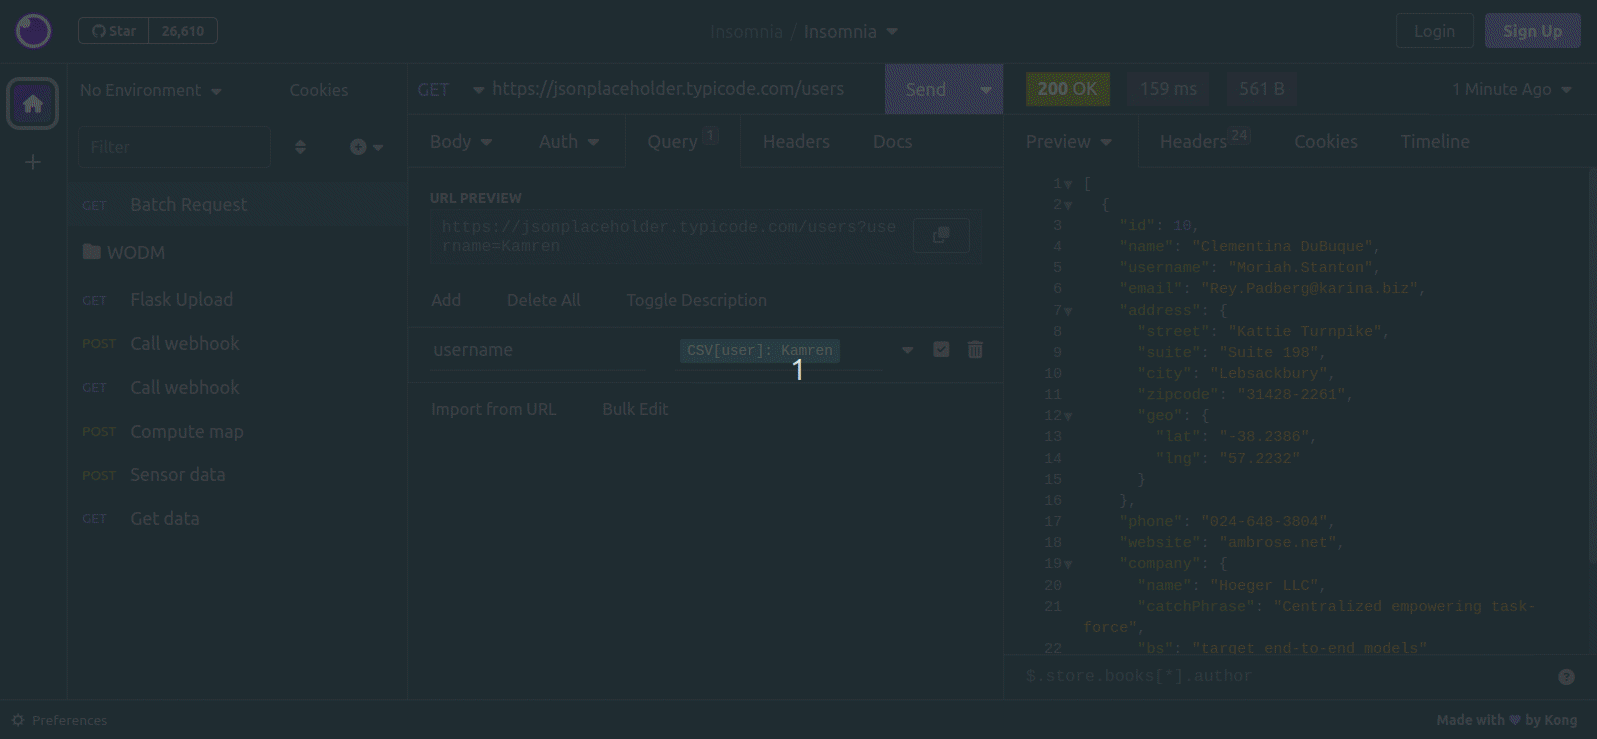 Star 26,610
Insomnia / Insomnia
Login Sign Up
No Environment Cookies
Filter
GET Batch Request
WODM
GET Flask Upload
POST Call webhook
GET Call webhook
POST Compute map
POST Sensor data
GET Get data
GET https://jsonplaceholder.typicode.com/users Send
Body Auth Query 1 Headers Docs
URL PREVIEW
https://jsonplaceholder.typicode.com/users?use
rname=Kamren
Add Delete All Toggle Description
username CSV[user]: Kamren
1
Import from URL Bulk Edit
200 OK 159 ms 561 B 1 Minute Ago
Preview Headers 24 Cookies Timeline
1 [
2 {
3 "id": 10,
4 "name": "Clementina DuBuque",
5 "username": "Moriah.Stanton",
6 "email": "Rey.Padberg@karina.biz",
7 "address": {
8 "street": "Kattie Turnpike",
9 "suite": "Suite 198",
10 "city": "Lebsackbury",
11 "zipcode": "31428-2261",
12 "geo": {
13 "lat": "-38.2386",
14 "lng": "57.2232"
15 }
16 },
17 "phone": "024-648-3804",
18 "website": "ambrose.net",
19 "company": {
20 "name": "Hoeger LLC",
21 "catchPhrase": "Centralized empowering task-
force",
22 "bs": "target end-to-end models"
$.store.books[*].author
?
Preferences
Made with 💜 by Kong